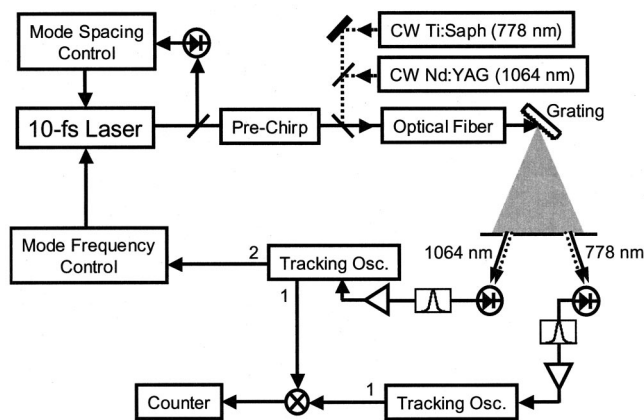 Mode Spacing
Control
CW Ti:Saph (778 nm)
CW Nd:YAG (1064 nm)
10-fs Laser
Pre-Chirp
Optical Fiber
Grating
Mode Frequency
Control
2
Tracking Osc.
1
1064 nm
778 nm
Counter
1
Tracking Osc.